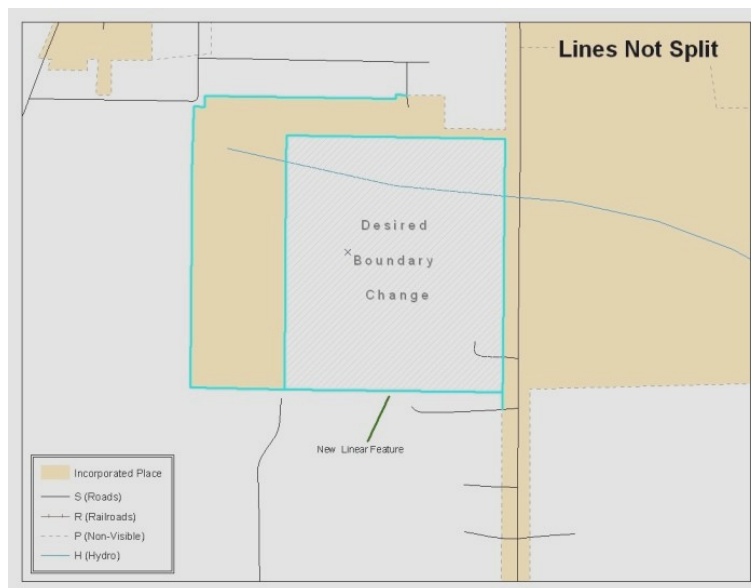 Lines Not Split
Desired
Boundary
Change
New Linear Feature
Incorporated Place
S (Roads)
R (Railroads)
P (Non-Visible)
H (Hydro)